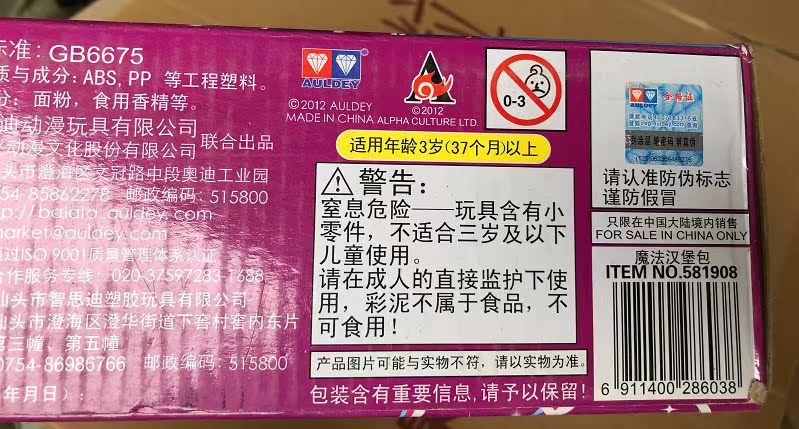 标准: GB6675
质与成分: ABS, PP 等工程塑料。
分: 面粉，食用香精等。
迪动漫玩具有限公司
动漫文化股份有限公司
联合出品
头市澄海区文冠路中段奥迪工业园
54-85862278 邮政编码: 515800
http://balala.auldey.com
market@auldey.com
通过ISO 9001质量管理体系认证
合作服务专线: 020-37597283-1688
汕头市智思迪塑胶玩具有限公司
汕头市澄海区澄华街道下窖村窖内东片
第三幢、第五幢
0754-86986766 邮政编码: 515800
年月日):
AULDEY
©2012 AULDEY
MADE IN CHINA
©2012
ALPHA CULTURE LTD.
0-3
适用年龄3岁(37个月)以上
警告:
窒息危险——玩具含有小
零件，不适合三岁及以下
儿童使用。
请在成人的直接监护下使
用，彩泥不属于食品，不
可食用!
产品图片可能与实物不符，请以实物为准。
包装含有重要信息,请予以保留!
AULDEY
合格证
请认准防伪标志
谨防假冒
只限在中国大陆境内销售
FOR SALE IN CHINA ONLY
魔法汉堡包
ITEM NO.581908
6 911400 286038